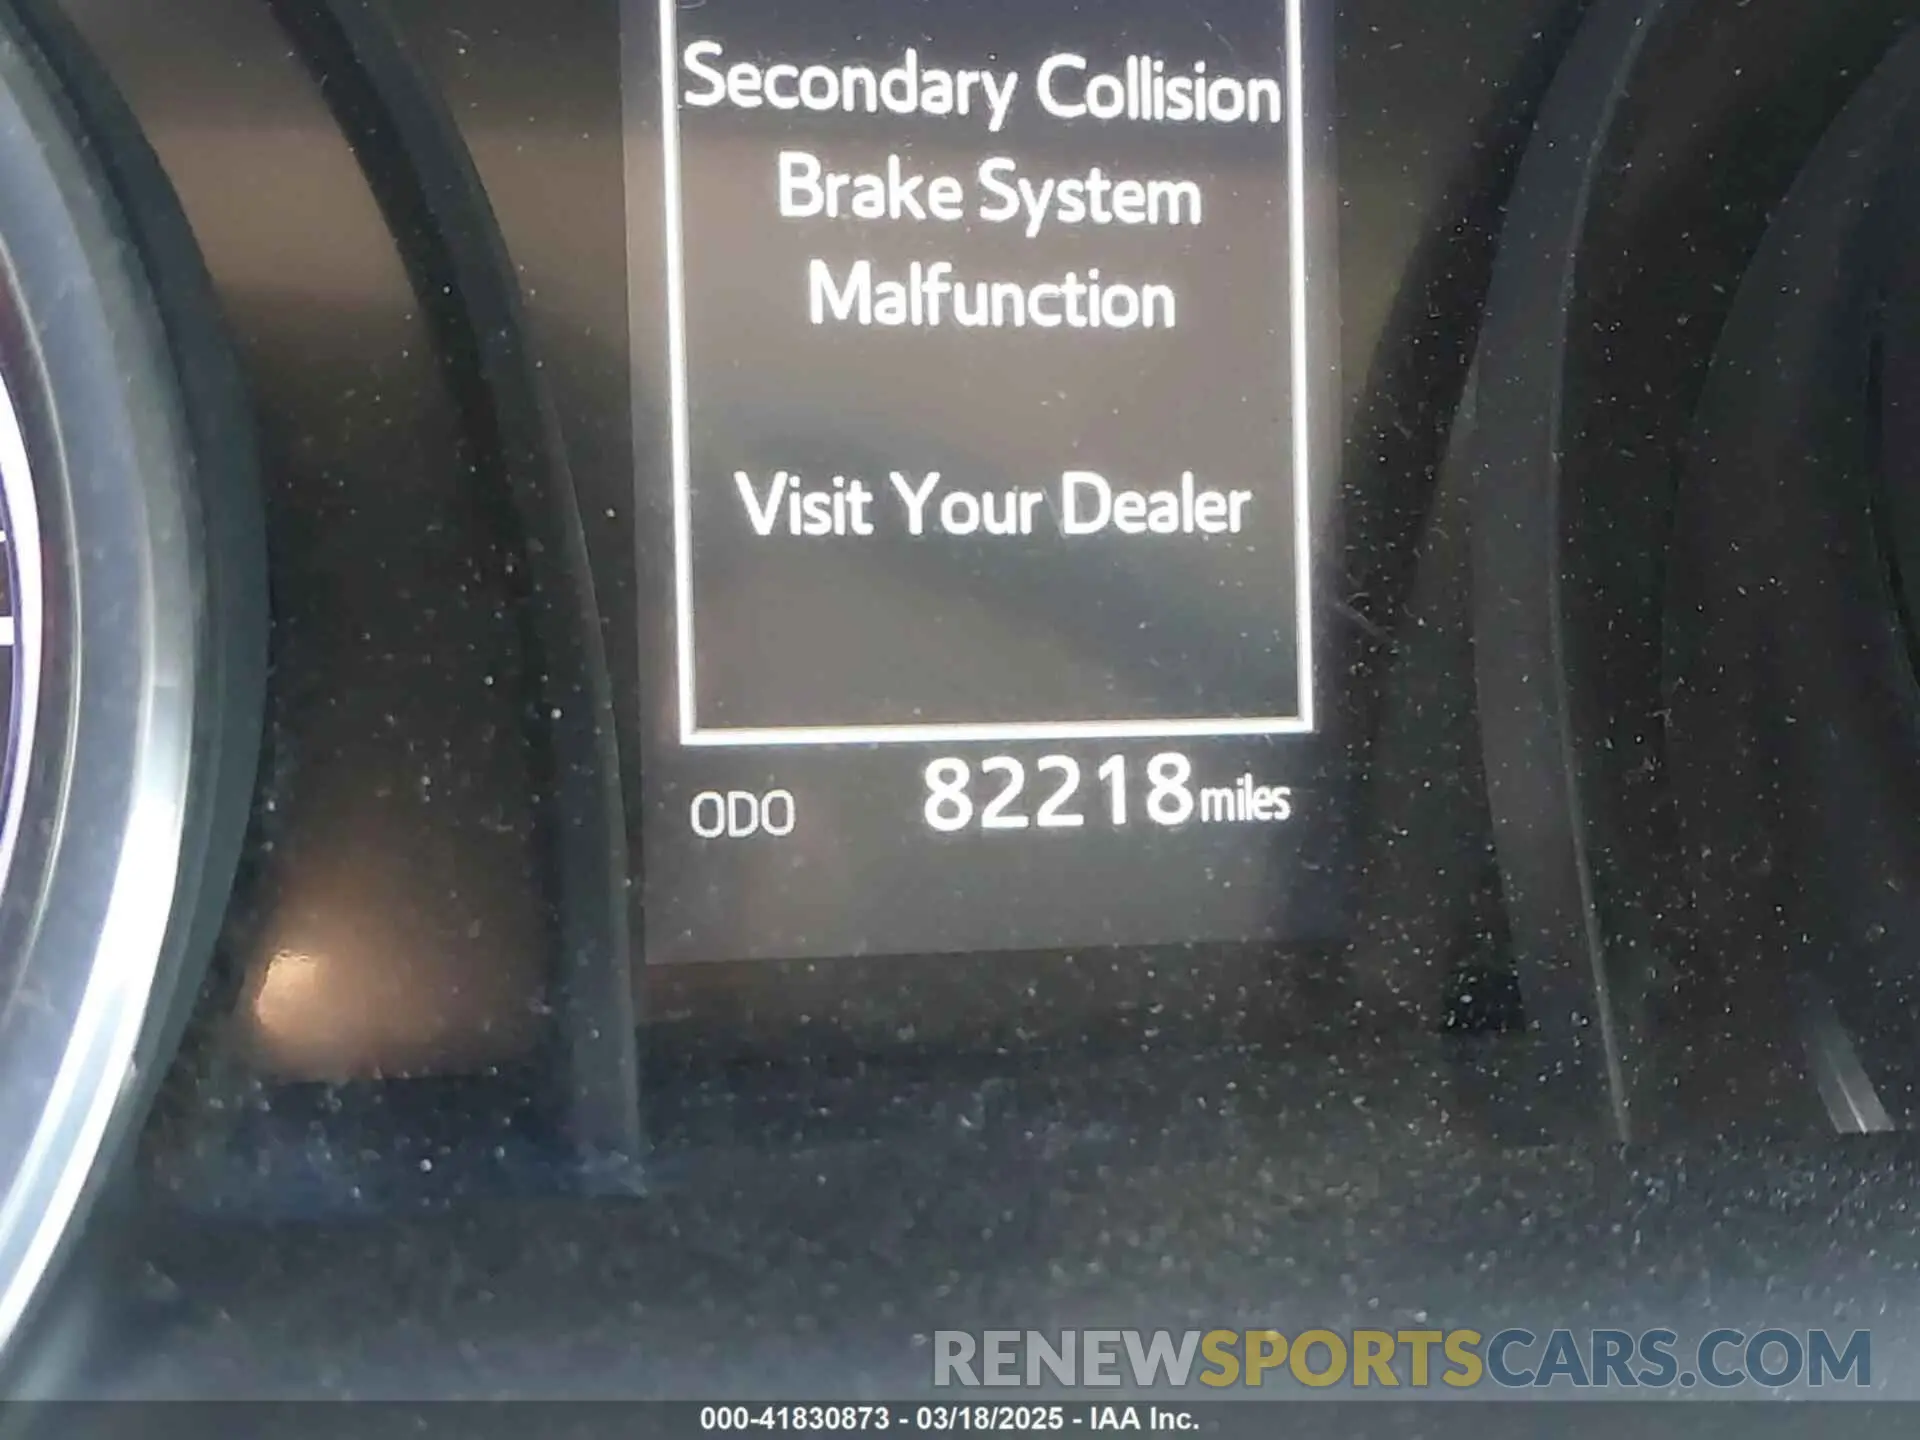 Secondary Collision
Brake System
Malfunction
Visit Your Dealer
ODO 82218 miles
RENEWSPORTSCARS.COM
000-41830873 - 03/18/2025 - IAA Inc.